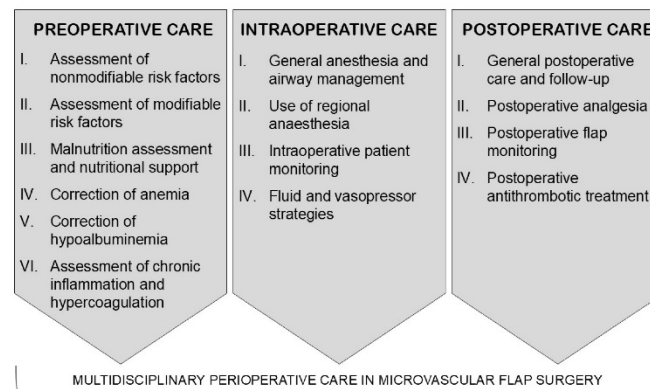 PREOPERATIVE CARE
I. Assessment of
nonmodifiable risk factors
II. Assessment of modifiable
risk factors
III. Malnutrition assessment
and nutritional support
IV. Correction of anemia
V. Correction of
hypoalbuminemia
VI. Assessment of chronic
inflammation and
hypercoagulation
INTRAOPERATIVE CARE
I. General anesthesia and
airway management
II. Use of regional
anaesthesia
III. Intraoperative patient
monitoring
IV. Fluid and vasopressor
strategies
POSTOPERATIVE CARE
I. General postoperative
care and follow-up
II. Postoperative analgesia
III. Postoperative flap
monitoring
IV. Postoperative
antithrombotic treatment
MULTIDISCIPLINARY PERIOPERATIVE CARE IN MICROVASCULAR FLAP SURGERY